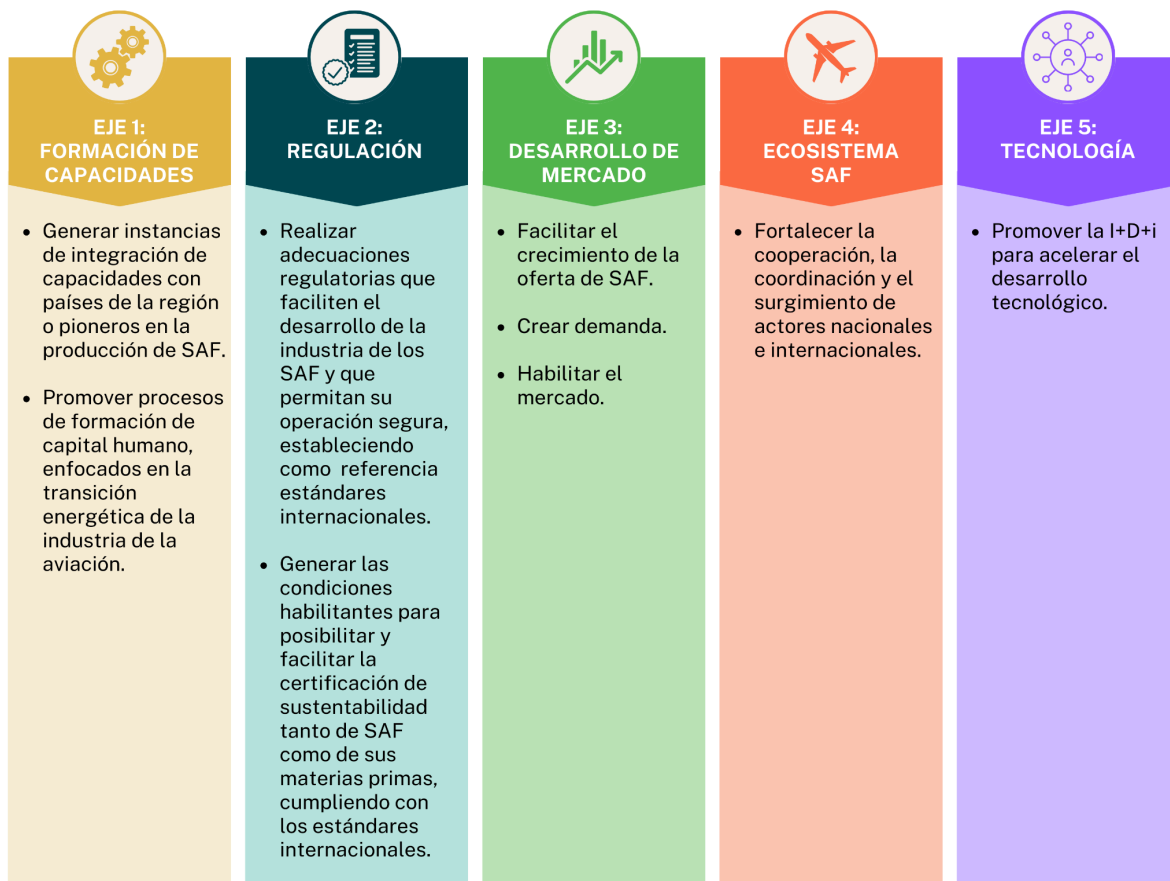 EJE 1:
FORMACIÓN DE
CAPACIDADES
Generar instancias
de integración de
capacidades con
países de la región
o pioneros en la
producción de SAF.
Promover procesos
de formación de
capital humano,
enfocados en la
transición
energética de la
industria de la
aviación.
EJE 2:
REGULACIÓN
Realizar
adecuaciones
regulatorias que
faciliten el
desarrollo de la
industria de los
SAF y que
permitan su
operación segura,
estableciendo
como referencia
estándares
internacionales.
Generar las
condiciones
habilitantes para
posibilitar y
facilitar la
certificación de
sustentabilidad
tanto de SAF
como de sus
materias primas,
cumpliendo con
los estándares
internacionales.
EJE 3:
DESARROLLO DE
MERCADO
Facilitar el
crecimiento de la
oferta de SAF.
Crear demanda.
Habilitar el
mercado.
EJE 4:
ECOSISTEMA
SAF
Fortalecer la
cooperación, la
coordinación y el
surgimiento de
actores nacionales
e internacionales.
EJE 5:
TECNOLOGÍA
Promover la I+D+i
para acelerar el
desarrollo
tecnológico.